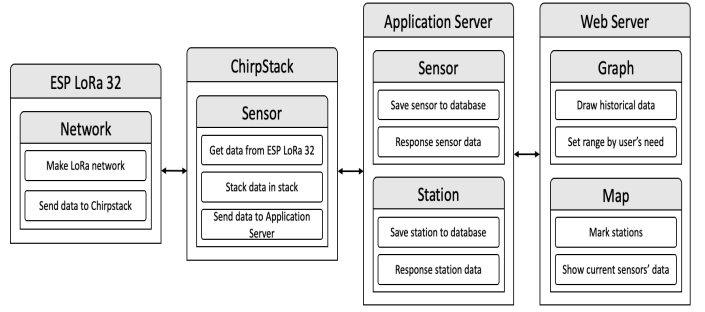 ESP LoRa 32
Network
Make LoRa network
Send data to Chirpstack
ChirpStack
Sensor
Get data from ESP LoRa 32
Stack data in stack
Send data to Application
Server
Application Server
Sensor
Save sensor to database
Response sensor data
Station
Save station to database
Response station data
Web Server
Graph
Draw historical data
Set range by user's need
Map
Mark stations
Show current sensors' data